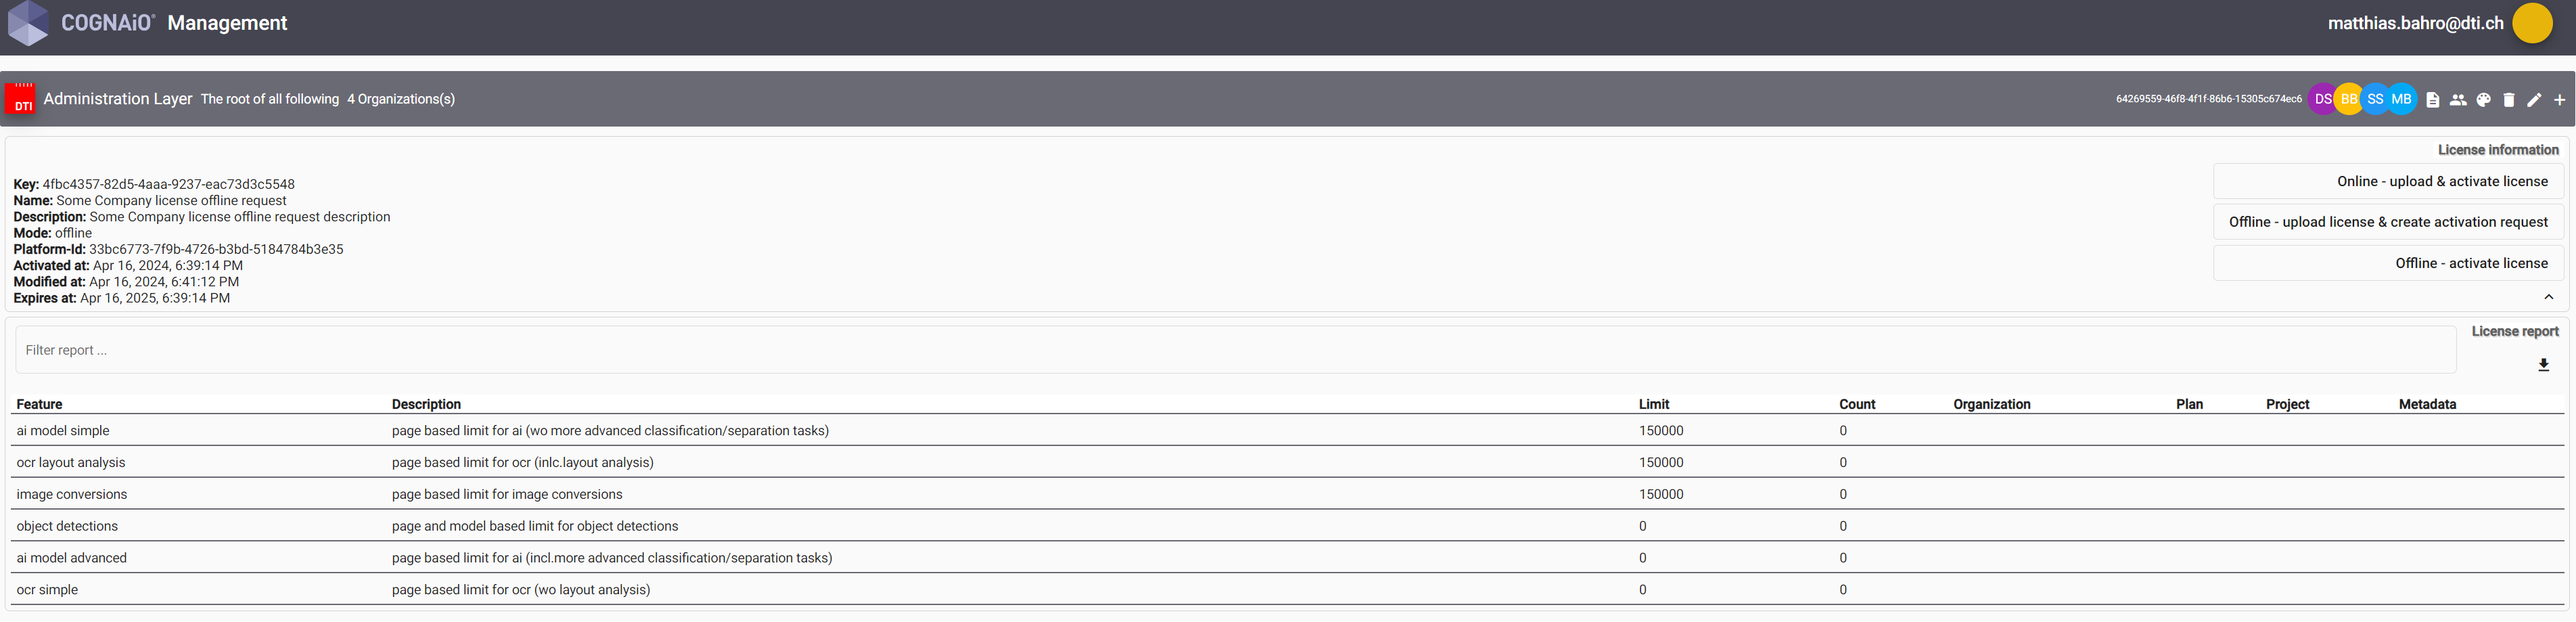 COGNAiO® Management
matthias.bahro@dti.ch
DTI
Administration Layer The root of all following 4 Organizations(s)
64269559-46f8-4f1f-86b6-15305c674ec6 DS BB SS MB
License information
Key: 4fbc4357-82d5-4aaa-9237-eac73d3c5548
Name: Some Company license offline request
Description: Some Company license offline request description
Mode: offline
Platform-Id: 33bc6773-7f9b-4726-b3bd-5184784b3e35
Activated at: Apr 16, 2024, 6:39:14 PM
Modified at: Apr 16, 2024, 6:41:12 PM
Expires at: Apr 16, 2025, 6:39:14 PM
Online - upload & activate license
Offline - upload license & create activation request
Offline - activate license
License report
Filter report ...
Feature Description Limit Count Organization Plan Project Metadata
ai model simple page based limit for ai (wo more advanced classification/separation tasks) 150000 0
ocr layout analysis page based limit for ocr (inlc.layout analysis) 150000 0
image conversions page based limit for image conversions 150000 0
object detections page and model based limit for object detections 0 0
ai model advanced page based limit for ai (incl.more advanced classification/separation tasks) 0 0
ocr simple page based limit for ocr (wo layout analysis) 0 0